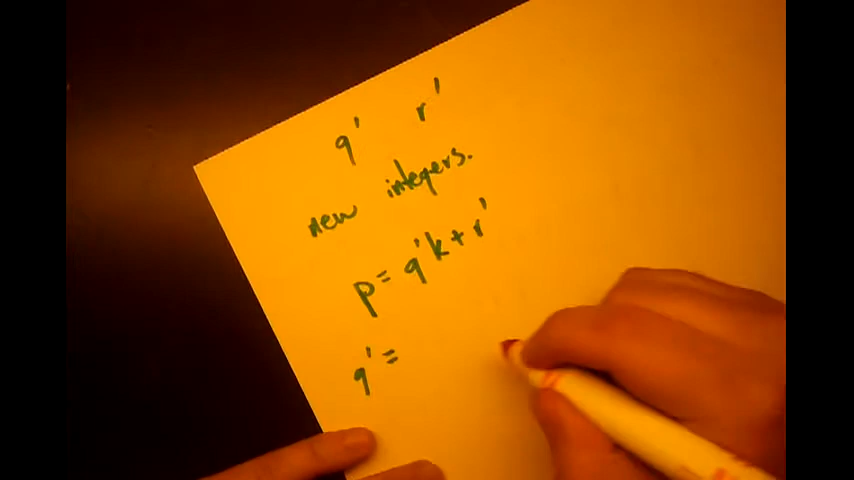 q' r'
new integers.
p = q'k + r'
q' =